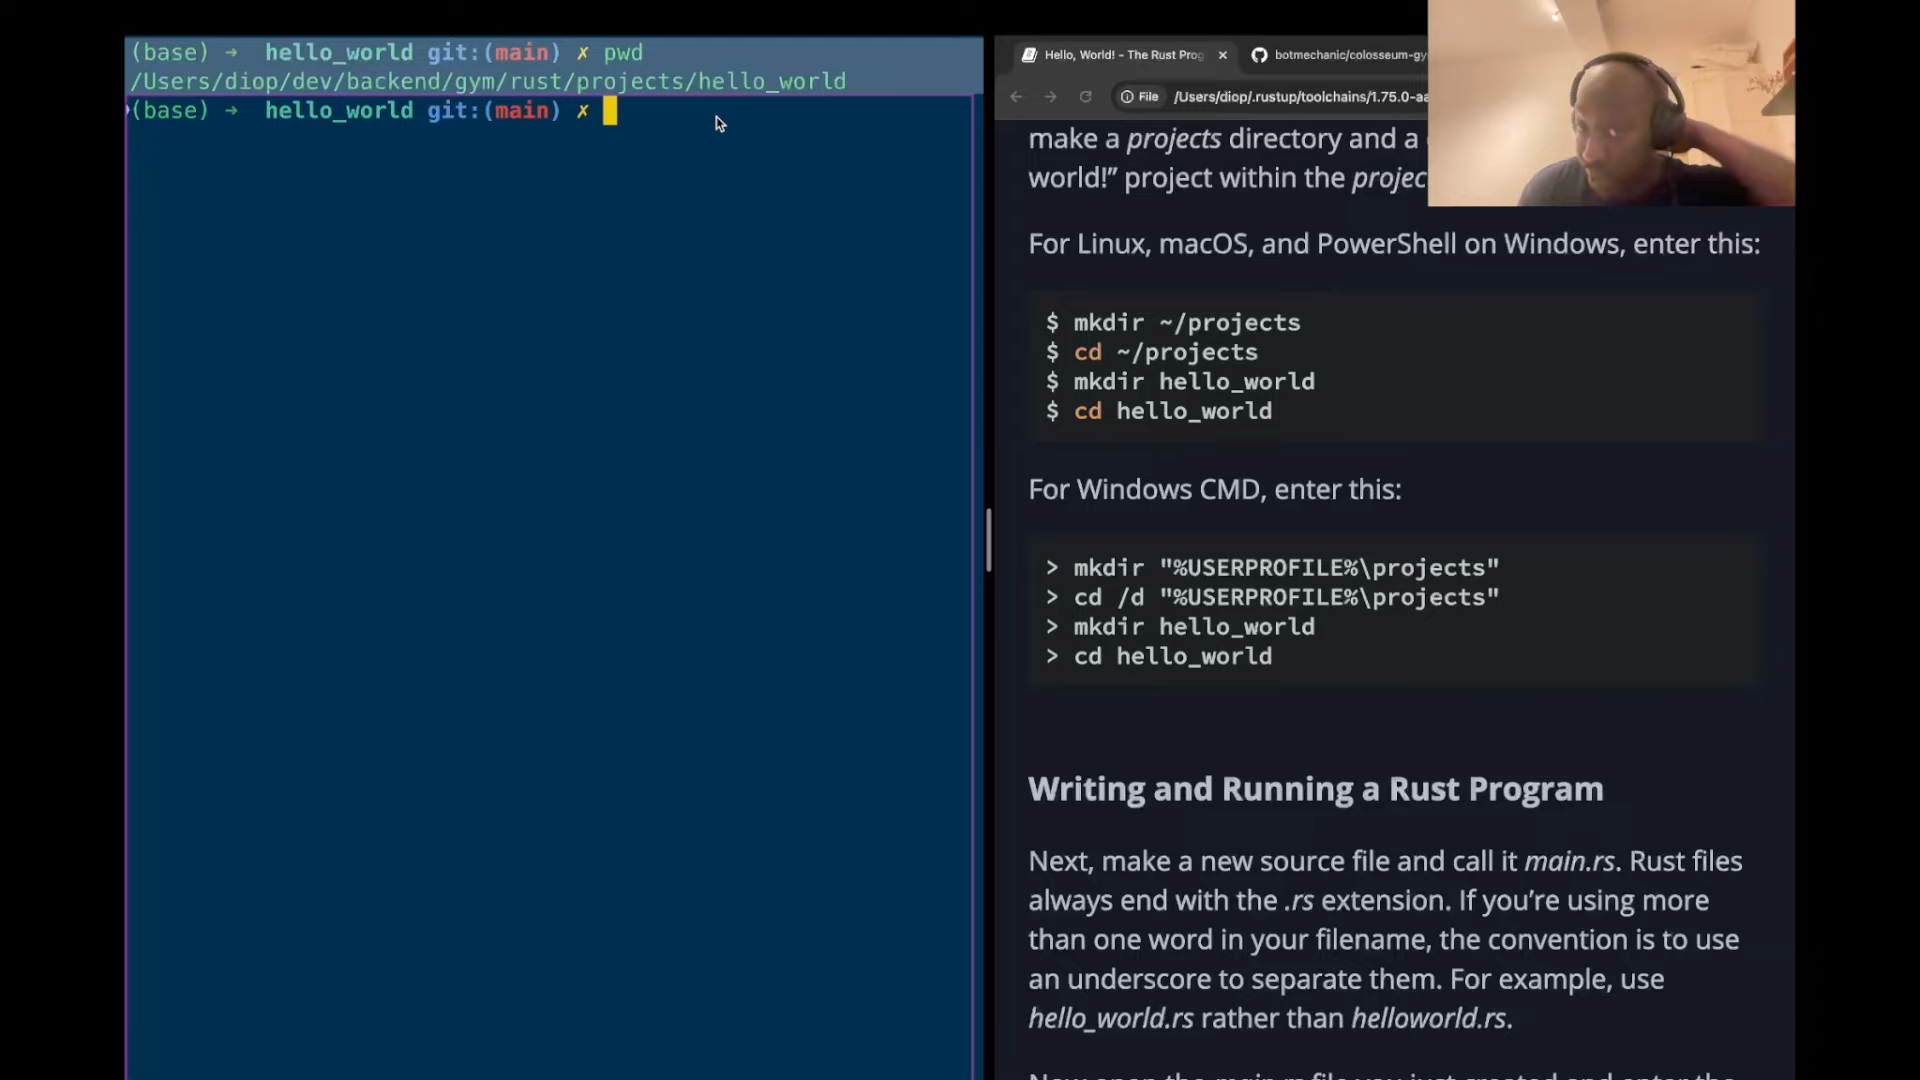 (base) → hello_world git:(main) ✗ pwd
/Users/diop/dev/backend/gym/rust/projects/hello_world
(base) → hello_world git:(main) ✗
Hello, World! - The Rust Prog
botmechanic/colosseum-gy
File /Users/diop/.rustup/toolchains/1.75.0-aa
make a projects directory and a
world!” project within the projec
For Linux, macOS, and PowerShell on Windows, enter this:
$ mkdir ~/projects
$ cd ~/projects
$ mkdir hello_world
$ cd hello_world
For Windows CMD, enter this:
> mkdir "%USERPROFILE%\projects"
> cd /d "%USERPROFILE%\projects"
> mkdir hello_world
> cd hello_world
Writing and Running a Rust Program
Next, make a new source file and call it main.rs. Rust files
always end with the .rs extension. If you’re using more
than one word in your filename, the convention is to use
an underscore to separate them. For example, use
hello_world.rs rather than helloworld.rs.